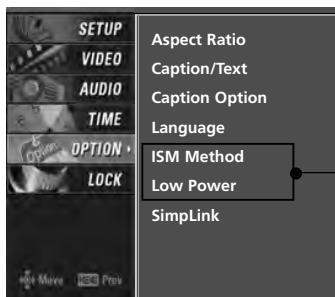 SETUP
VIDEO
AUDIO
TIME
OPTION
LOCK
Move Prev
Aspect Ratio
Caption/Text
Caption Option
Language
ISM Method
Low Power
SimpLink